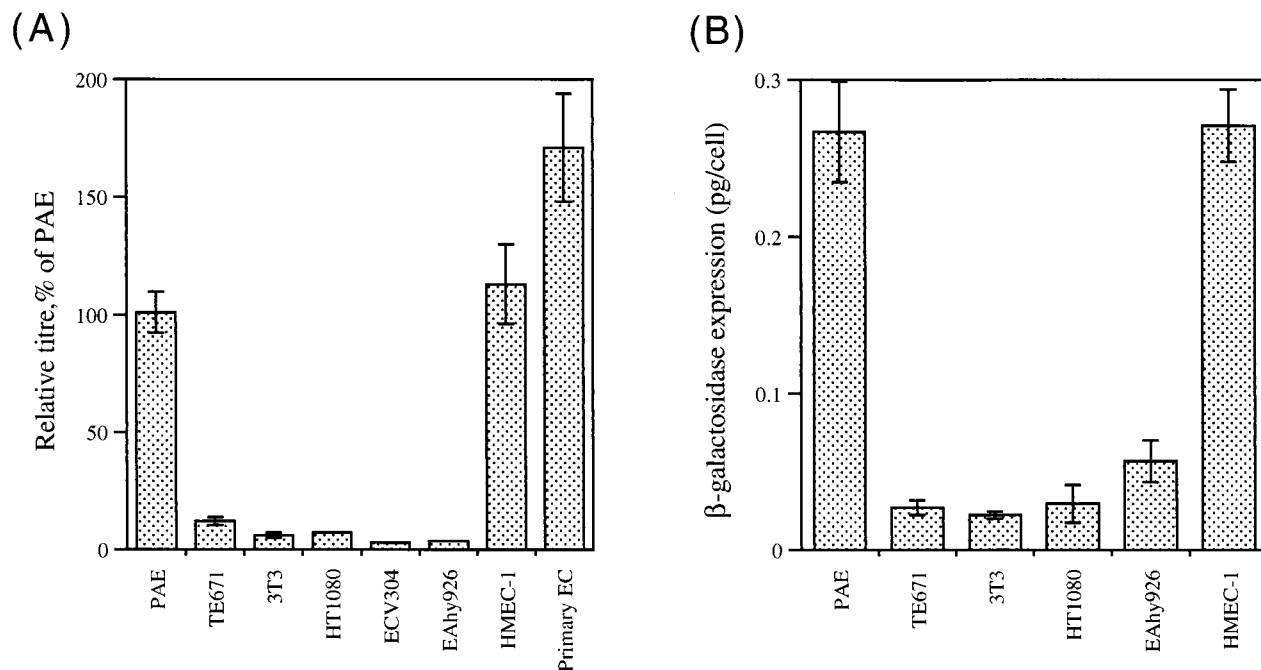 (A)
Relative titre,% of PAE
200
150
100
50
0
PAE
TE671
3T3
HT1080
ECV304
EAhy926
HMEC-1
Primary EC
(B)
β-galactosidase expression (pg/cell)
0.3
0.2
0.1
0
PAE
TE671
3T3
HT1080
EAhy926
HMEC-1